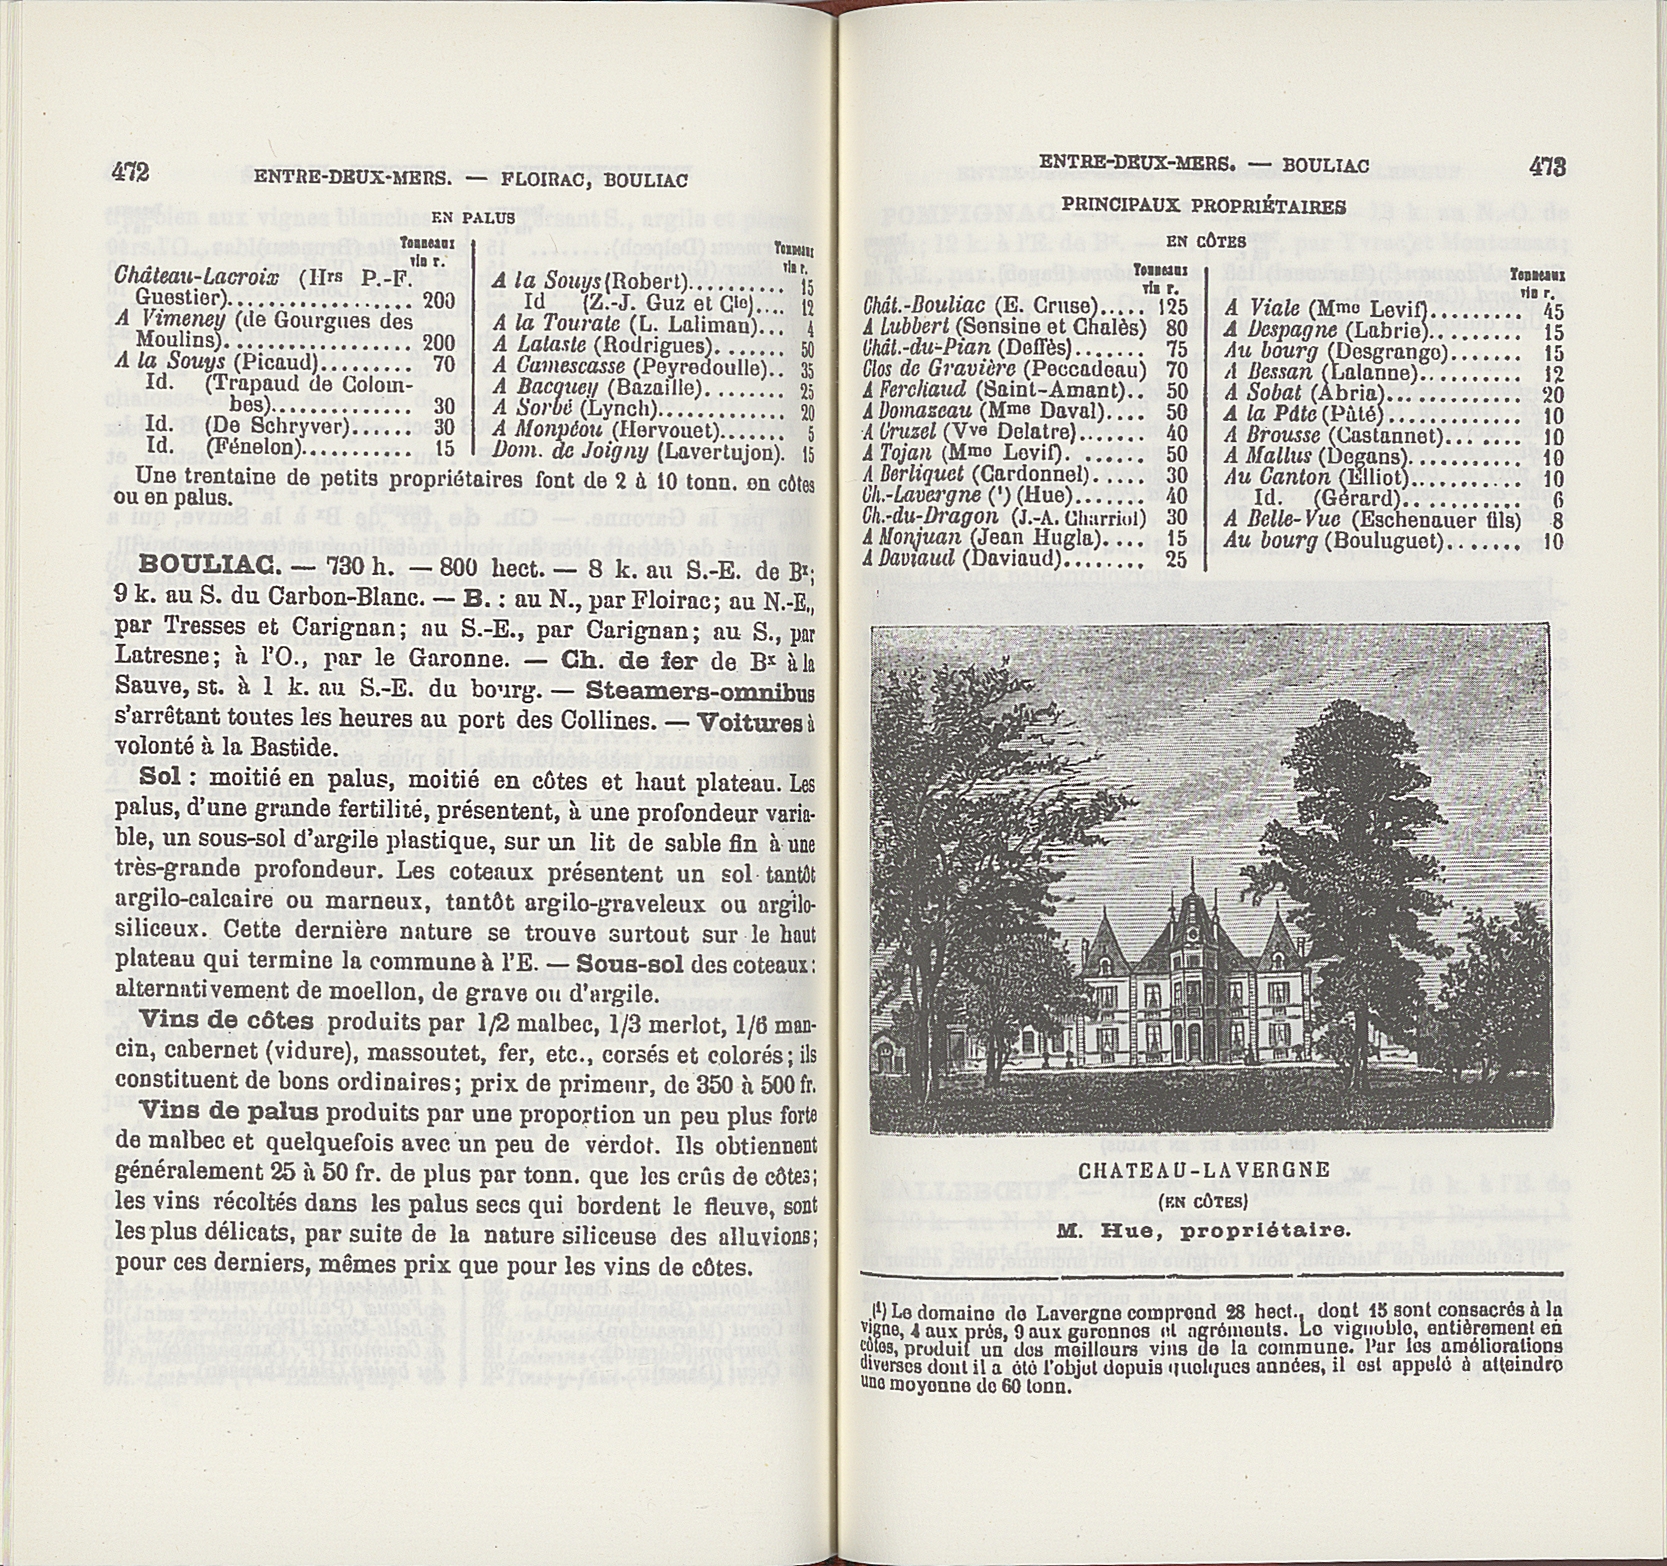 472
ENTRE-DEUX-MERS. — FLOIRAC, BOULIAC
EN PALUS
Tonneaux
vin r.
Château-Lacroix (Hrs P.-F.
Guestier).................. 200
A Vimeney (de Gourgues des
Moulins).................. 200
A la Souys (Picaud)......... 70
Id. (Trapaud de Colom-
bes).............. 30
Id. (De Schryver)...... 30
Id. (Fénelon).......... 15
Tonneaux
vin r.
A la Souys (Robert).......... 15
Id (Z.-J. Guz et Cie).... 12
A la Tourate (L. Laliman)... 4
A Lataste (Rodrigues)....... 50
A Camescasse (Peyredoulle).. 35
A Bacquey (Bazaille)........ 25
A Sorbé (Lynch)............ 20
A Monpéou (Hervouet)....... 5
Dom. de Joigny (Lavertujon). 15
Une trentaine de petits propriétaires font de 2 à 10 tonn. en côtes
ou en palus.
BOULIAC. — 730 h. — 800 hect. — 8 k. au S.-E. de Bx;
9 k. au S. du Carbon-Blanc. — B. : au N., par Floirac; au N.-E.,
par Tresses et Carignan; au S.-E., par Carignan; au S., par
Latresne; à l'O., par le Garonne. — Ch. de fer de Bx à la
Sauve, st. à 1 k. au S.-E. du bourg. — Steamers-omnibus
s'arrêtant toutes les heures au port des Collines. — Voitures à
volonté à la Bastide.
Sol : moitié en palus, moitié en côtes et haut plateau. Les
palus, d'une grande fertilité, présentent, à une profondeur varia-
ble, un sous-sol d'argile plastique, sur un lit de sable fin à une
très-grande profondeur. Les coteaux présentent un sol tantôt
argilo-calcaire ou marneux, tantôt argilo-graveleux ou argilo-
siliceux. Cette dernière nature se trouve surtout sur le haut
plateau qui termine la commune à l'E. — Sous-sol des coteaux:
alternativement de moellon, de grave ou d'argile.
Vins de côtes produits par 1/2 malbec, 1/3 merlot, 1/6 man-
cin, cabernet (vidure), massoutet, fer, etc., corsés et colorés; ils
constituent de bons ordinaires; prix de primeur, de 350 à 500 fr.
Vins de palus produits par une proportion un peu plus forte
de malbec et quelquefois avec un peu de verdot. Ils obtiennent
généralement 25 à 50 fr. de plus par tonn. que les crûs de côtes;
les vins récoltés dans les palus secs qui bordent le fleuve, sont
les plus délicats, par suite de la nature siliceuse des alluvions;
pour ces derniers, mêmes prix que pour les vins de côtes.
ENTRE-DEUX-MERS. — BOULIAC
473
PRINCIPAUX PROPRIÉTAIRES
EN CÔTES
Tonneaux
vin r.
Chât.-Bouliac (E. Cruse)..... 125
A Lubbert (Sensine et Chalès) 80
Chât.-du-Pian (Deffès)....... 75
Clos de Gravière (Peccadeau) 70
A Ferchaud (Saint-Amant).. 50
A Domazeau (Mme Daval).... 50
A Cruzel (Vve Delatre)....... 40
A Tojan (Mme Levif)........ 50
A Berliquet (Cardonnel)..... 30
Ch.-Lavergne (1) (Hue)....... 40
Ch.-du-Dragon (J.-A. Charriol) 30
A Monjuan (Jean Hugla).... 15
A Daviaud (Daviaud)........ 25
Tonneaux
vin r.
A Viale (Mme Levif)......... 45
A Despagne (Labrie)......... 15
Au bourg (Desgrange)....... 15
A Bessan (Lalanne).......... 12
A Sobat (Abria)............. 20
A la Pâte (Pâté)............. 10
A Brousse (Castannet)....... 10
A Mallus (Degans).......... 10
Au Canton (Elliot).......... 10
Id. (Gérard)........... 6
A Belle-Vue (Eschenauer fils) 8
Au bourg (Bouluguet)....... 10
CHATEAU-LAVERGNE
(EN CÔTES)
M. Hue, propriétaire.
(1) Le domaine de Lavergne comprend 28 hect., dont 15 sont consacrés à la
vigne, 4 aux prés, 9 aux garennes et agréments. Le vignoble, entièrement en
côtes, produit un des meilleurs vins de la commune. Par les améliorations
diverses dont il a été l'objet depuis quelques années, il est appelé à atteindre
une moyenne de 60 tonn.